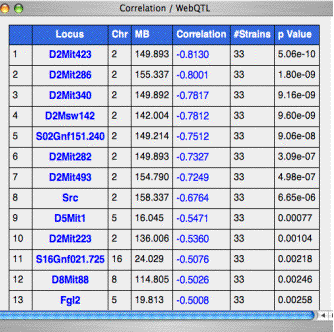 Correlation / WebQTL
Locus Chr MB Correlation #Strains p Value
1 D2Mit423 2 149.893 -0.8130 33 5.06e-10
2 D2Mit286 2 155.337 -0.8001 33 1.80e-09
3 D2Mit340 2 149.892 -0.7817 33 9.16e-09
4 D2Msw142 2 142.004 -0.7812 33 9.60e-09
5 S02Gnf151.240 2 149.214 -0.7512 33 9.06e-08
6 D2Mit282 2 149.893 -0.7327 33 3.09e-07
7 D2Mit493 2 154.790 -0.7249 33 4.98e-07
8 Src 2 158.337 -0.6764 33 6.65e-06
9 D5Mit1 5 16.045 -0.5471 33 0.00077
10 D2Mit223 2 136.006 -0.5360 33 0.00104
11 S16Gnf021.725 16 24.029 -0.5076 33 0.00218
12 D8Mit88 8 114.805 -0.5026 33 0.00246
13 Fgl2 5 19.813 -0.5008 33 0.00258